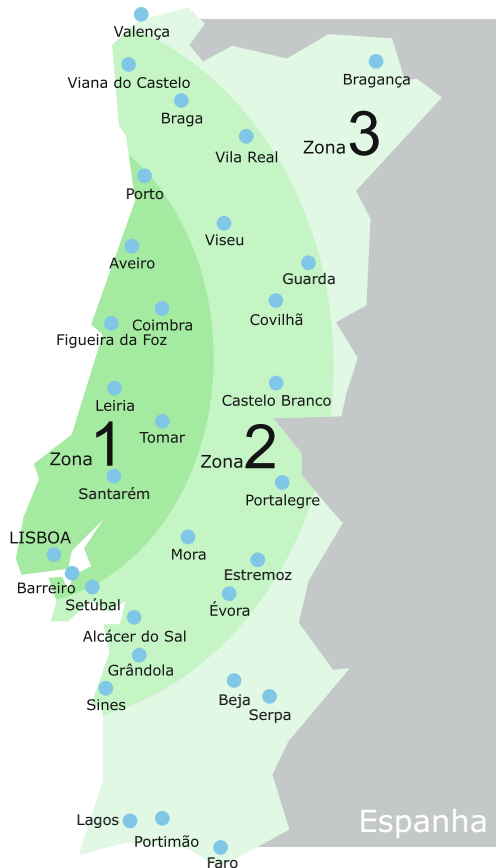 Valença
Viana do Castelo
Bragança
Braga
Zona 3
Vila Real
Porto
Viseu
Aveiro
Guarda
Covilhã
Coimbra
Figueira da Foz
Castelo Branco
Leiria
Tomar
Zona 1
Zona 2
Santarém
Portalegre
LISBOA
Mora
Estremoz
Barreiro
Setúbal
Évora
Alcácer do Sal
Grândola
Beja
Sines
Serpa
Lagos
Espanha
Portimão
Faro